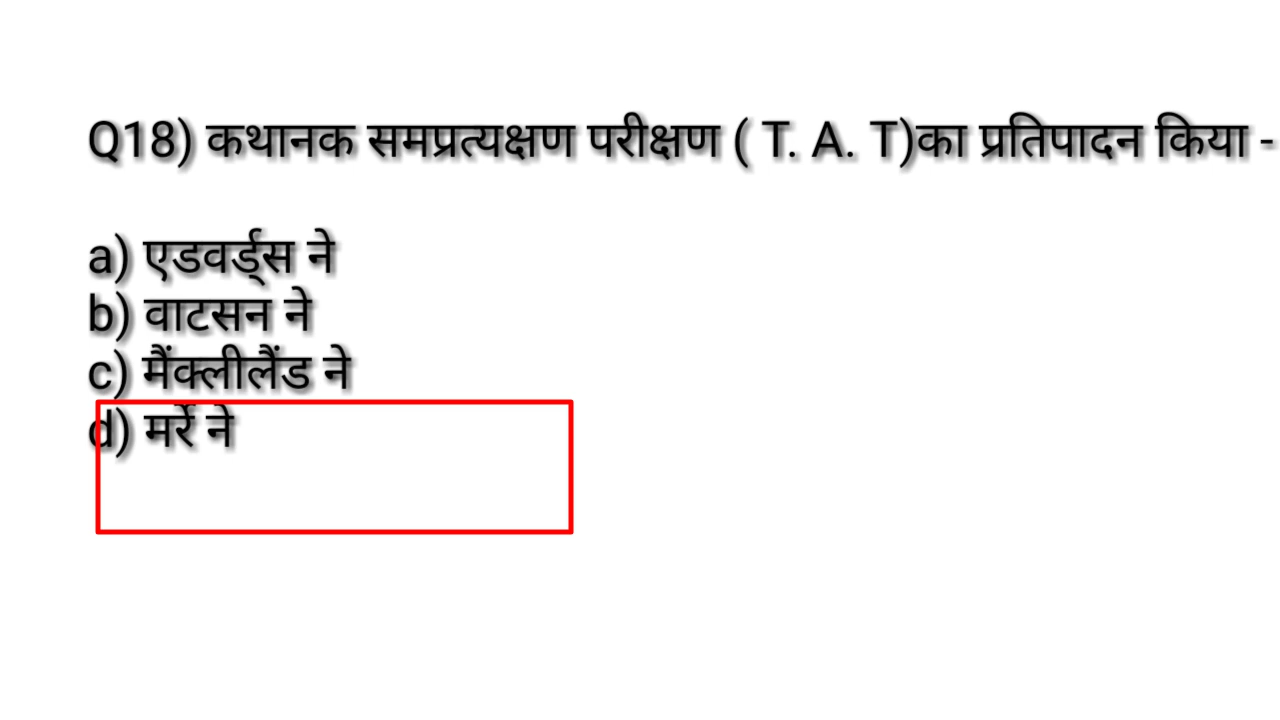 Q18) कथानक समप्रत्यक्षण परीक्षण ( T. A. T)का प्रतिपादन किया -
a) एडवर्ड्स ने
b) वाटसन ने
c) मैंक्लीलैंड ने
d) मर्रे ने